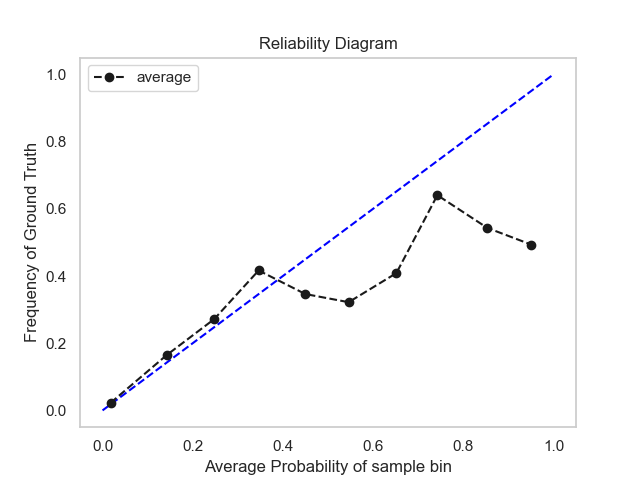 Reliability Diagram
average
Frequency of Ground Truth
1.0
0.8
0.6
0.4
0.2
0.0
0.0 0.2 0.4 0.6 0.8 1.0
Average Probability of sample bin